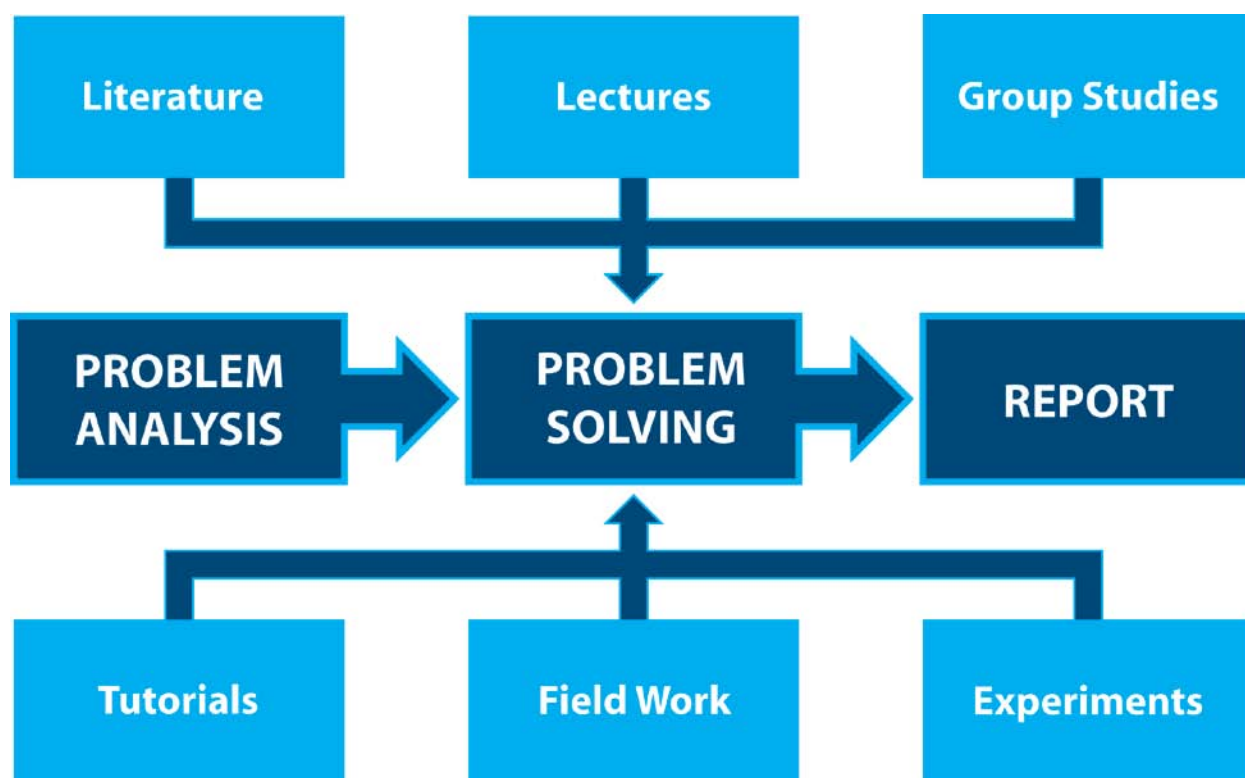 Literature
Lectures
Group Studies
PROBLEM
ANALYSIS
PROBLEM
SOLVING
REPORT
Tutorials
Field Work
Experiments